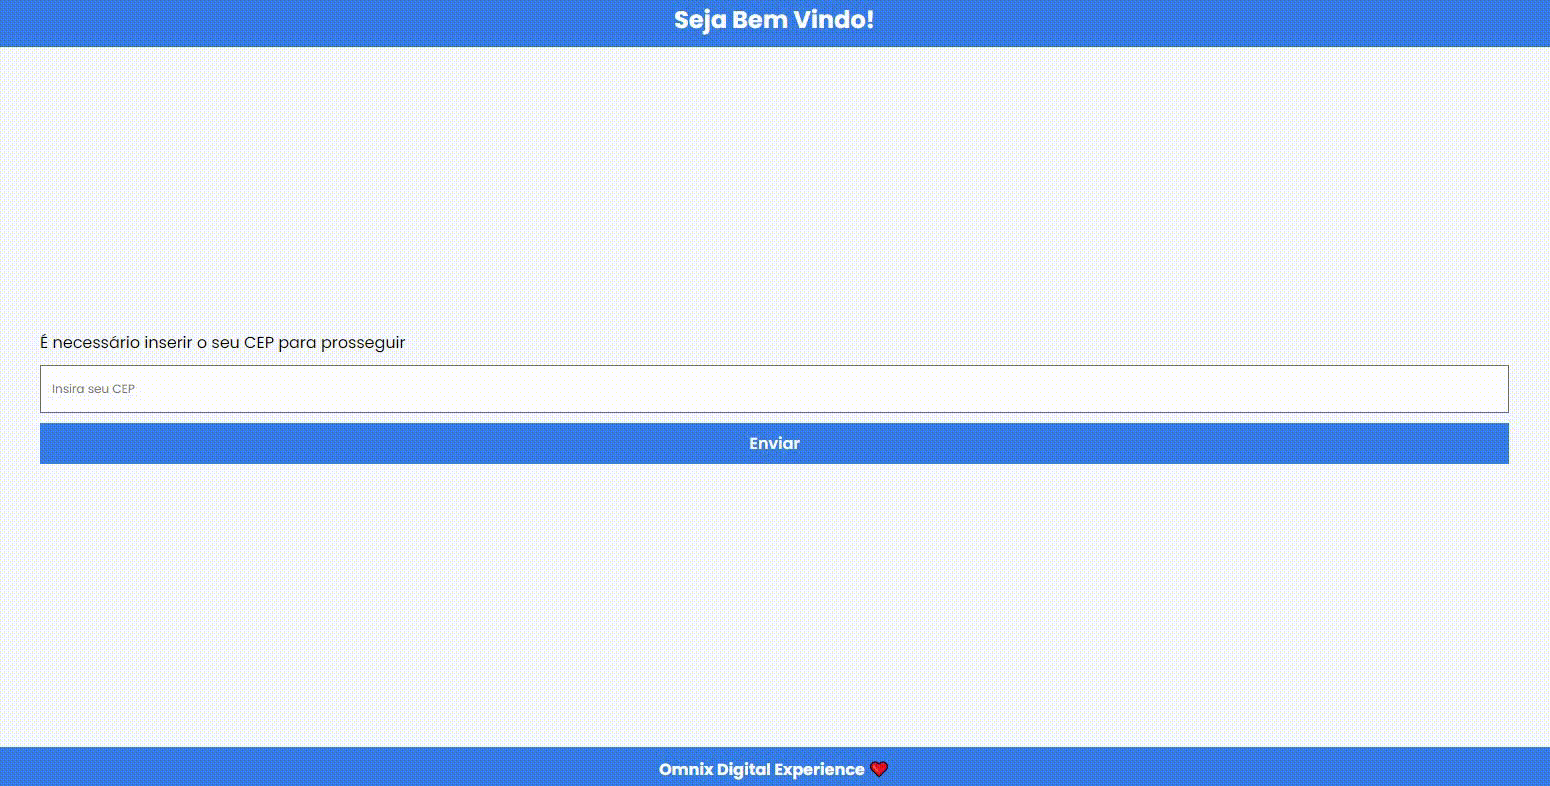 Seja Bem Vindo!
É necessário inserir o seu CEP para prosseguir
Insira seu CEP
Enviar
Omnix Digital Experience ❤️